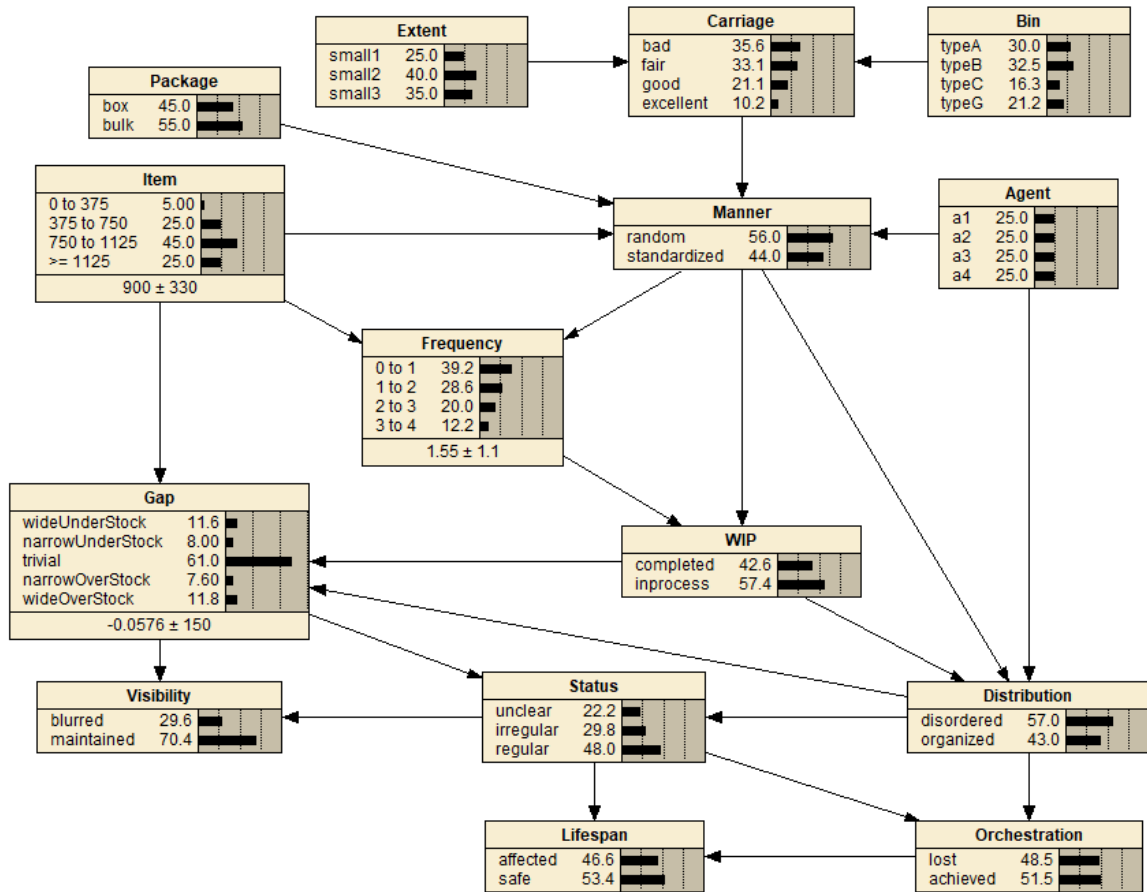 Extent
small1 25.0
small2 40.0
small3 35.0
Carriage
bad 35.6
fair 33.1
good 21.1
excellent 10.2
Bin
typeA 30.0
typeB 32.5
typeC 16.3
typeG 21.2
Package
box 45.0
bulk 55.0
Item
0 to 375 5.00
375 to 750 25.0
750 to 1125 45.0
>= 1125 25.0
900 ± 330
Manner
random 56.0
standardized 44.0
Agent
a1 25.0
a2 25.0
a3 25.0
a4 25.0
Frequency
0 to 1 39.2
1 to 2 28.6
2 to 3 20.0
3 to 4 12.2
1.55 ± 1.1
Gap
wideUnderStock 11.6
narrowUnderStock 8.00
trivial 61.0
narrowOverStock 7.60
wideOverStock 11.8
-0.0576 ± 150
WIP
completed 42.6
inprocess 57.4
Visibility
blurred 29.6
maintained 70.4
Status
unclear 22.2
irregular 29.8
regular 48.0
Distribution
disordered 57.0
organized 43.0
Lifespan
affected 46.6
safe 53.4
Orchestration
lost 48.5
achieved 51.5